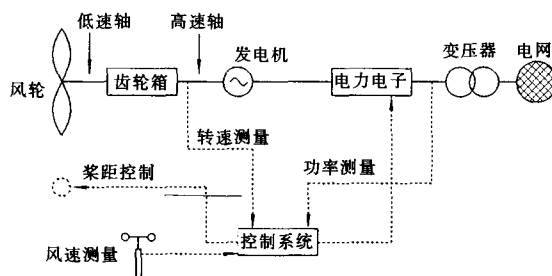 低速轴
高速轴
发电机
变压器
电网
风轮
齿轮箱
电力电子
转速测量
功率测量
桨距控制
控制系统
风速测量